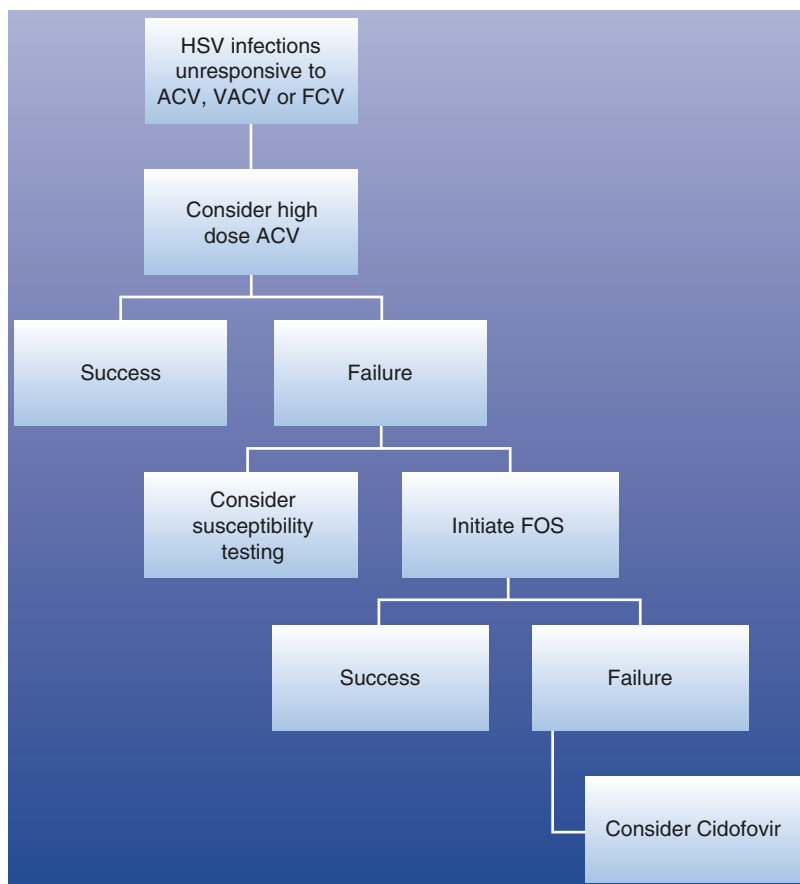 HSV infections
unresponsive to
ACV, VACV or FCV
Consider high
dose ACV
Success
Failure
Consider
susceptibility
testing
Initiate FOS
Success
Failure
Consider Cidofovir